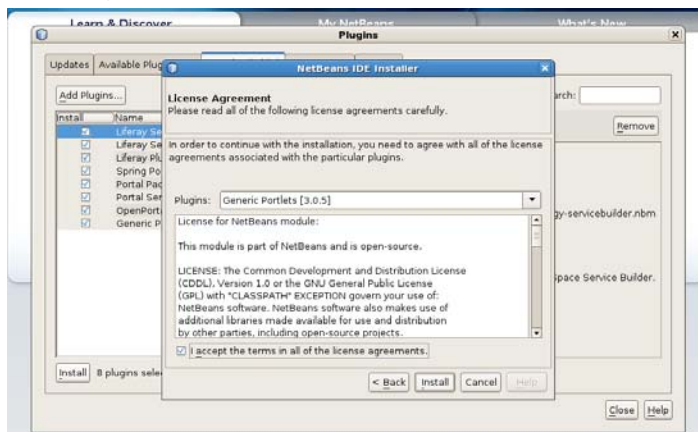 Learn & Discover My NetBeans What's New
Plugins
Updates Available Plug
NetBeans IDE Installer
Add Plugins...
arch:
License Agreement
Please read all of the following license agreements carefully.
Install Name
Remove
Liferay Se
Liferay Se
Liferay Plu
Spring Po
Portal Pac
Portal Ser
OpenPort
Generic P
In order to continue with the installation, you need to agree with all of the license
agreements associated with the particular plugins.
Plugins: Generic Portlets [3.0.5]
gy-servicebuilder.nbm
License for NetBeans module:
This module is part of NetBeans and is open-source.
pace Service Builder.
LICENSE: The Common Development and Distribution License
(CDDL), Version 1.0 or the GNU General Public License
(GPL) with "CLASSPATH" EXCEPTION govern your use of:
NetBeans software. NetBeans software also makes use of
additional libraries made available for use and distribution
by other parties, including open-source projects.
I accept the terms in all of the license agreements.
Install 8 plugins sele
< Back Install Cancel Help
Close Help